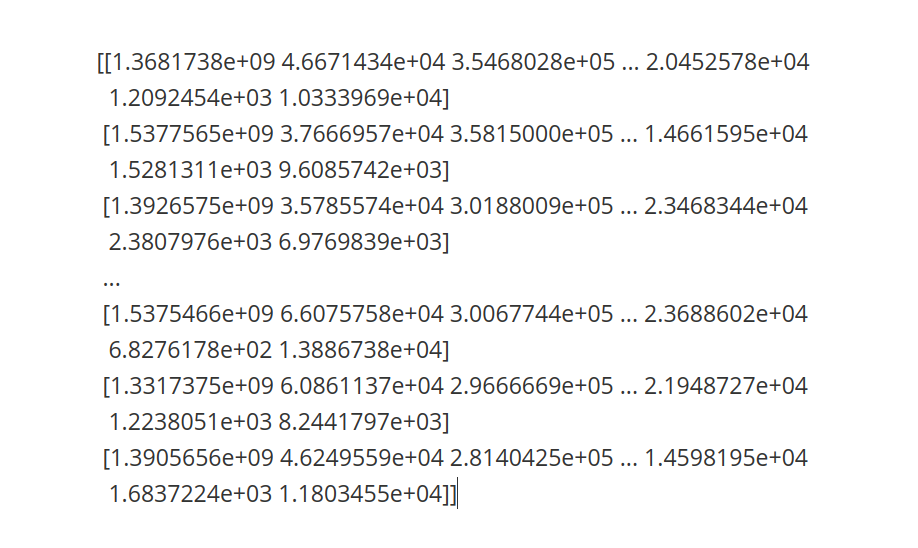 [[1.3681738e+09 4.6671434e+04 3.5468028e+05 ... 2.0452578e+04
1.2092454e+03 1.0333969e+04]
[1.5377565e+09 3.7666957e+04 3.5815000e+05 ... 1.4661595e+04
1.5281311e+03 9.6085742e+03]
[1.3926575e+09 3.5785574e+04 3.0188009e+05 ... 2.3468344e+04
2.3807976e+03 6.9769839e+03]
...
[1.5375466e+09 6.6075758e+04 3.0067744e+05 ... 2.3688602e+04
6.8276178e+02 1.3886738e+04]
[1.3317375e+09 6.0861137e+04 2.9666669e+05 ... 2.1948727e+04
1.2238051e+03 8.2441797e+03]
[1.3905656e+09 4.6249559e+04 2.8140425e+05 ... 1.4598195e+04
1.6837224e+03 1.1803455e+04]]